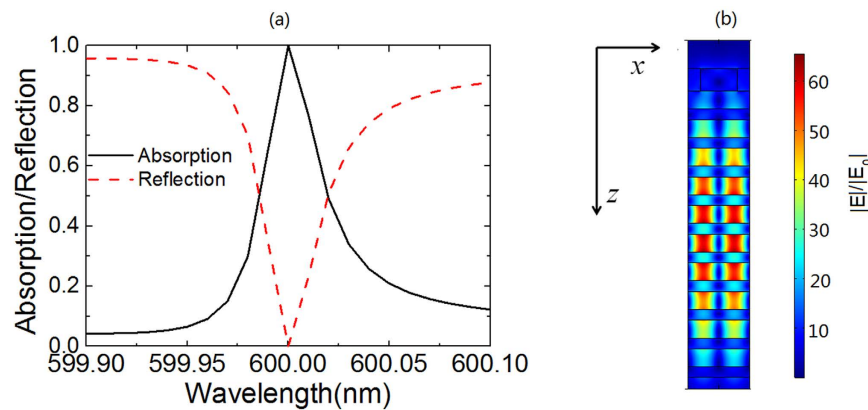 (a)
1.0
0.8
0.6
0.4
0.2
0.0
Absorption/Reflection
Absorption
Reflection
599.90
599.95
600.00
600.05
600.10
Wavelength(nm)
(b)
x
z
60
50
40
30
20
10
|E|/|E₀|